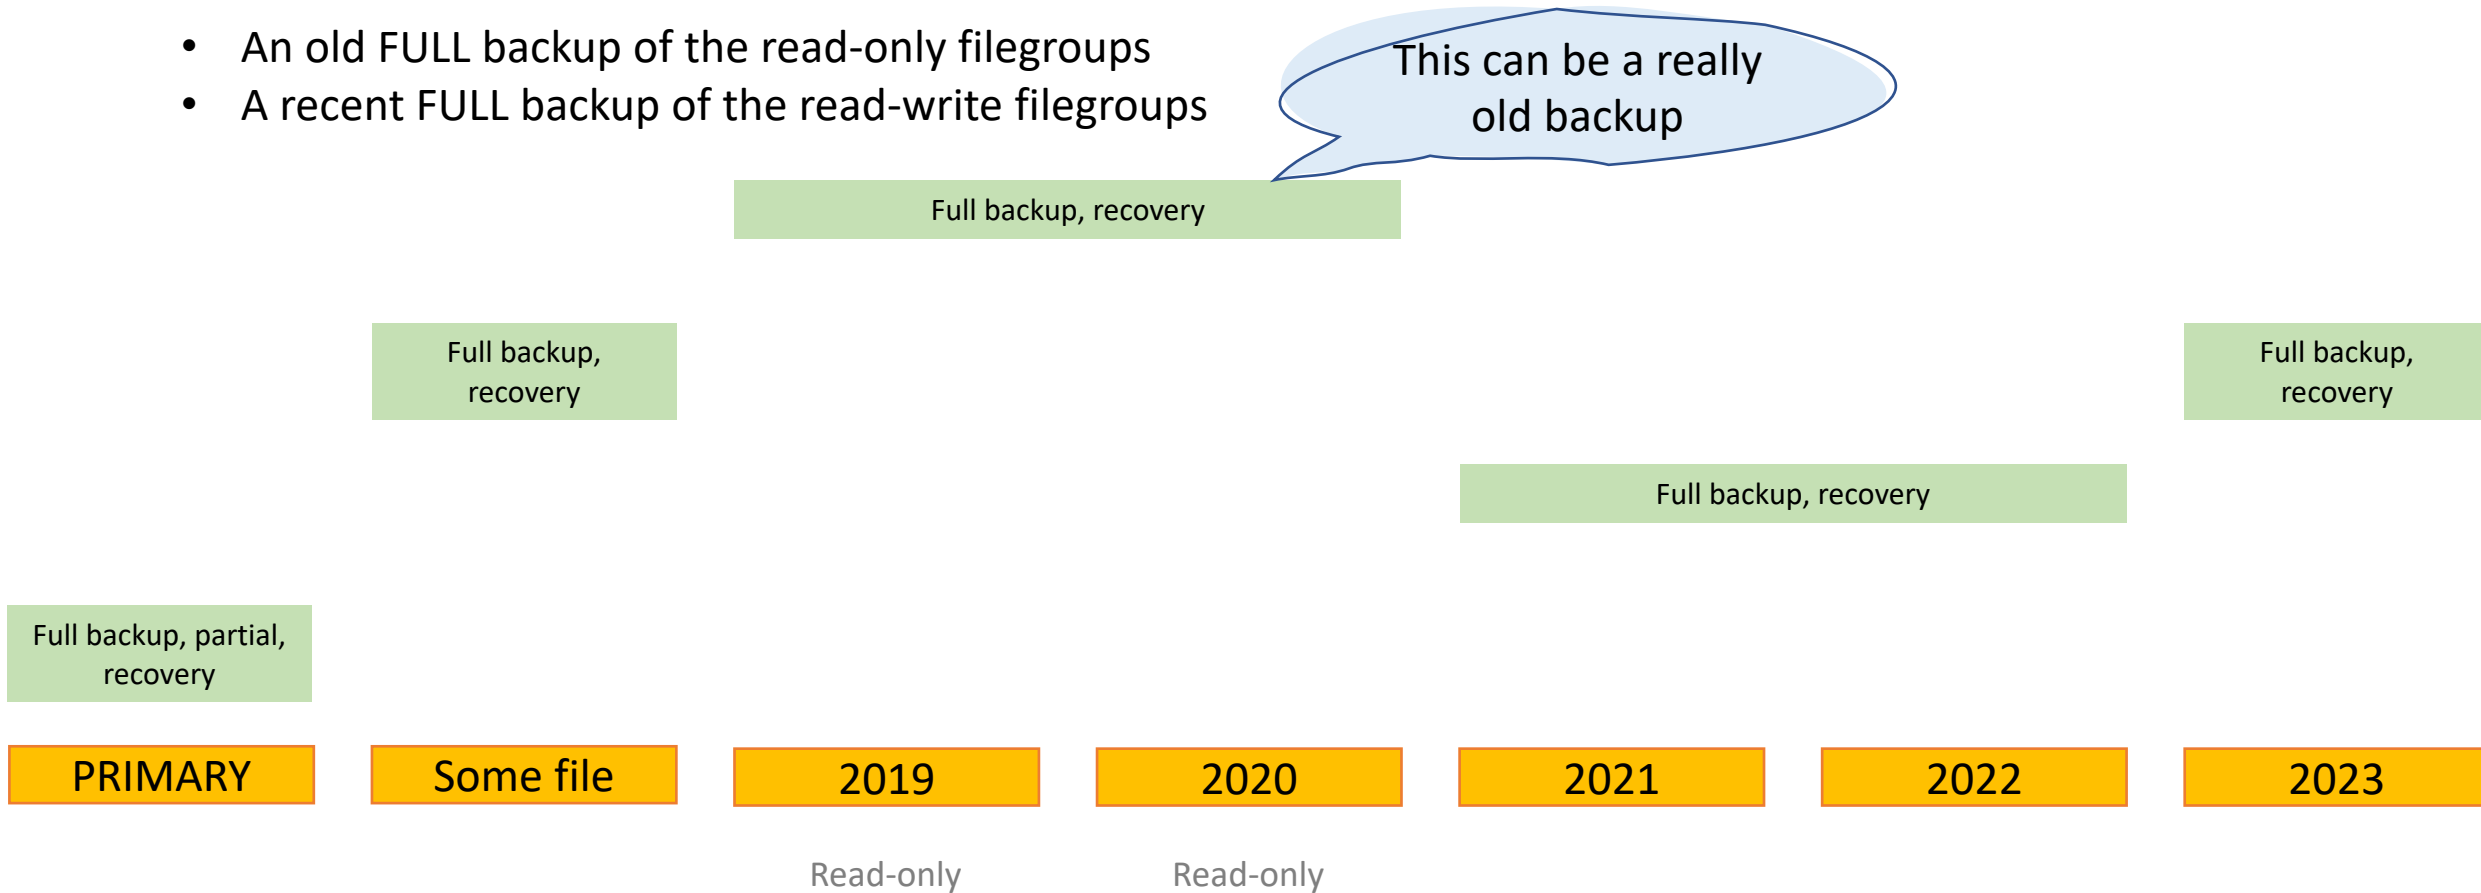 • An old FULL backup of the read-only filegroups
• A recent FULL backup of the read-write filegroups
This can be a really
old backup
Full backup, recovery
Full backup,
recovery
Full backup,
recovery
Full backup, recovery
Full backup, partial,
recovery
PRIMARY
Some file
2019
2020
2021
2022
2023
Read-only
Read-only